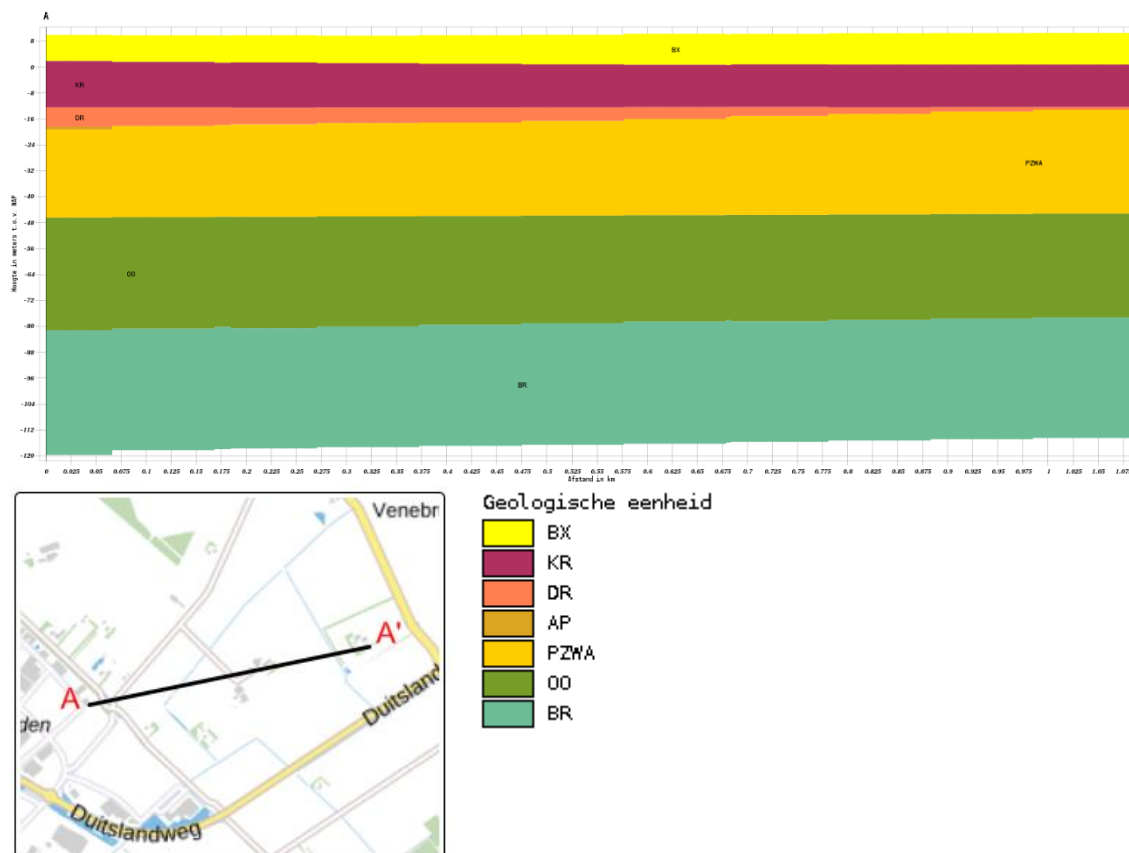 A
8
0
-8
-16
-24
-32
-40
-48
-56
-64
-72
-80
-88
-96
-104
-112
-120
Hoogte in meters t.o.v. NAP
BX
KR
DR
PZWA
OO
BR
0 0.025 0.05 0.075 0.1 0.125 0.15 0.175 0.2 0.225 0.25 0.275 0.3 0.325 0.35 0.375 0.4 0.425 0.45 0.475 0.5 0.525 0.55 0.575 0.6 0.625 0.65 0.675 0.7 0.725 0.75 0.775 0.8 0.825 0.85 0.875 0.9 0.925 0.95 0.975 1 1.025 1.05 1.075
Afstand in km
Venebr
A'
A
den
Duitsland
Duitslandweg
Geologische eenheid
BX
KR
DR
AP
PZWA
OO
BR